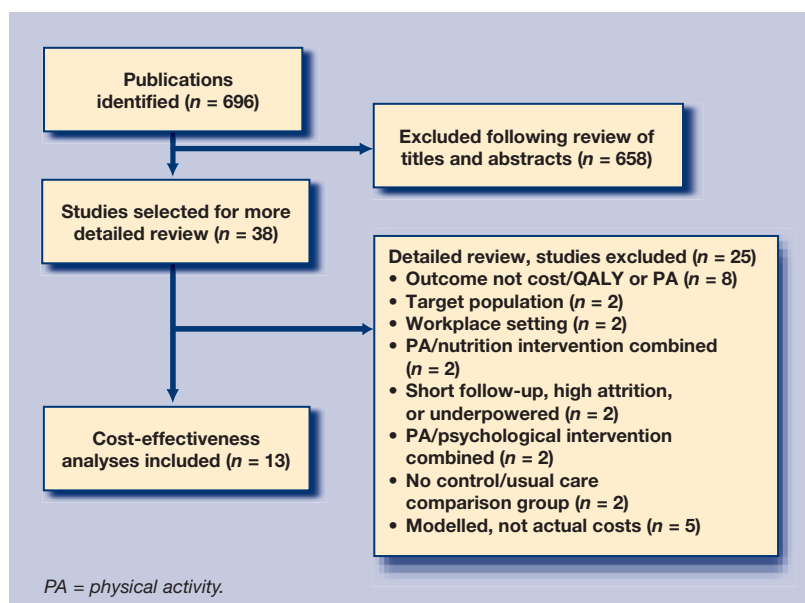 Publications
identified (n = 696)
Excluded following review of
titles and abstracts (n = 658)
Studies selected for more
detailed review (n = 38)
Detailed review, studies excluded (n = 25)
• Outcome not cost/QALY or PA (n = 8)
• Target population (n = 2)
• Workplace setting (n = 2)
• PA/nutrition intervention combined
(n = 2)
• Short follow-up, high attrition,
or underpowered (n = 2)
• PA/psychological intervention
combined (n = 2)
• No control/usual care
comparison group (n = 2)
• Modelled, not actual costs (n = 5)
Cost-effectiveness
analyses included (n = 13)
PA = physical activity.